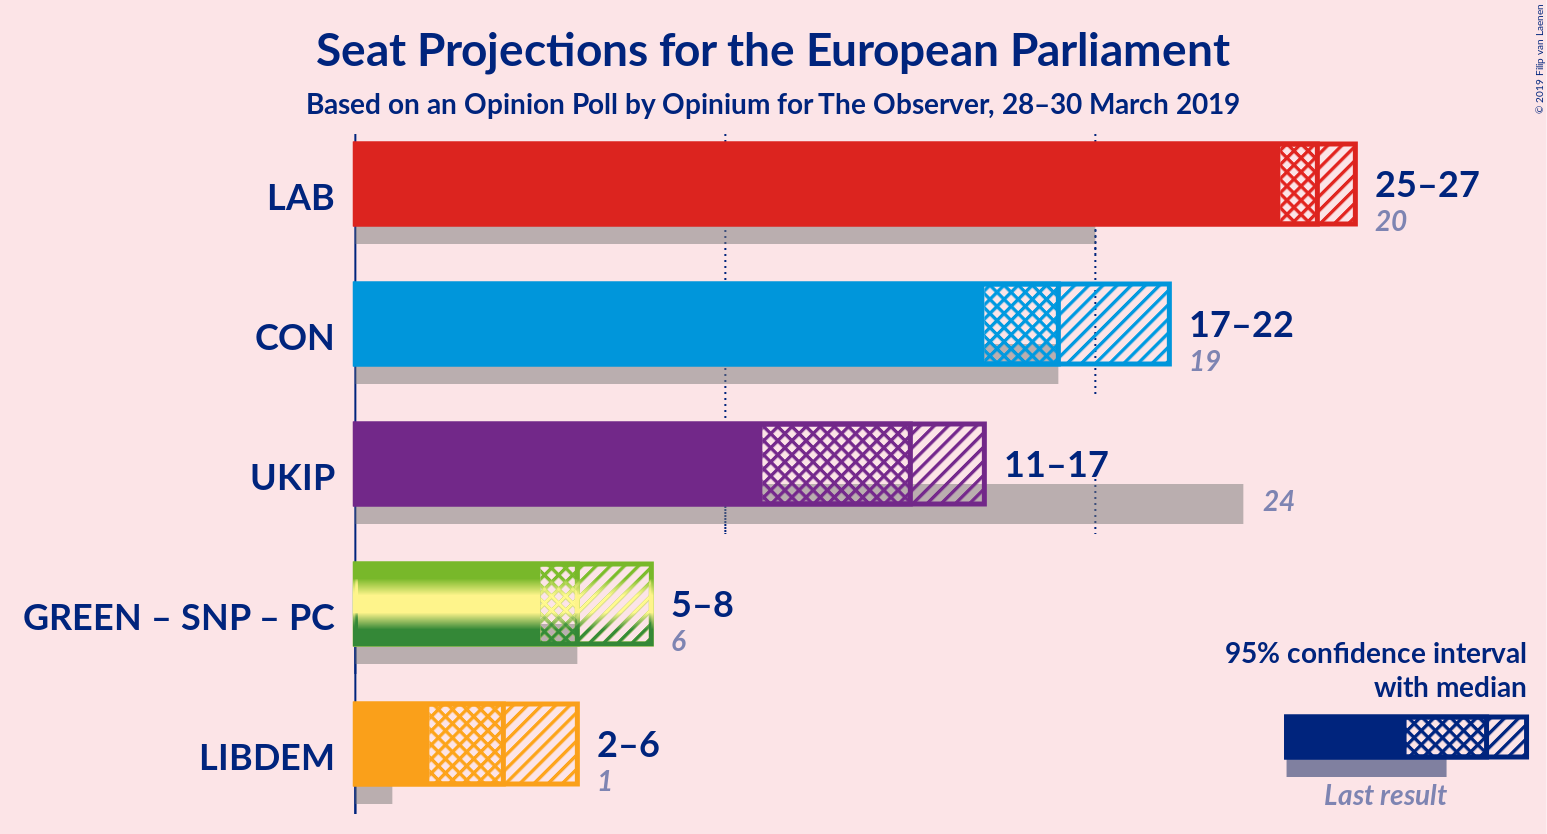 Seat Projections for the European Parliament
Based on an Opinion Poll by Opinium for The Observer, 28–30 March 2019
© 2019 Filip van Laenen
LAB
25–27
20
CON
17–22
19
UKIP
11–17
24
GREEN – SNP – PC
5–8
6
LIBDEM
2–6
1
95% confidence interval
with median
Last result